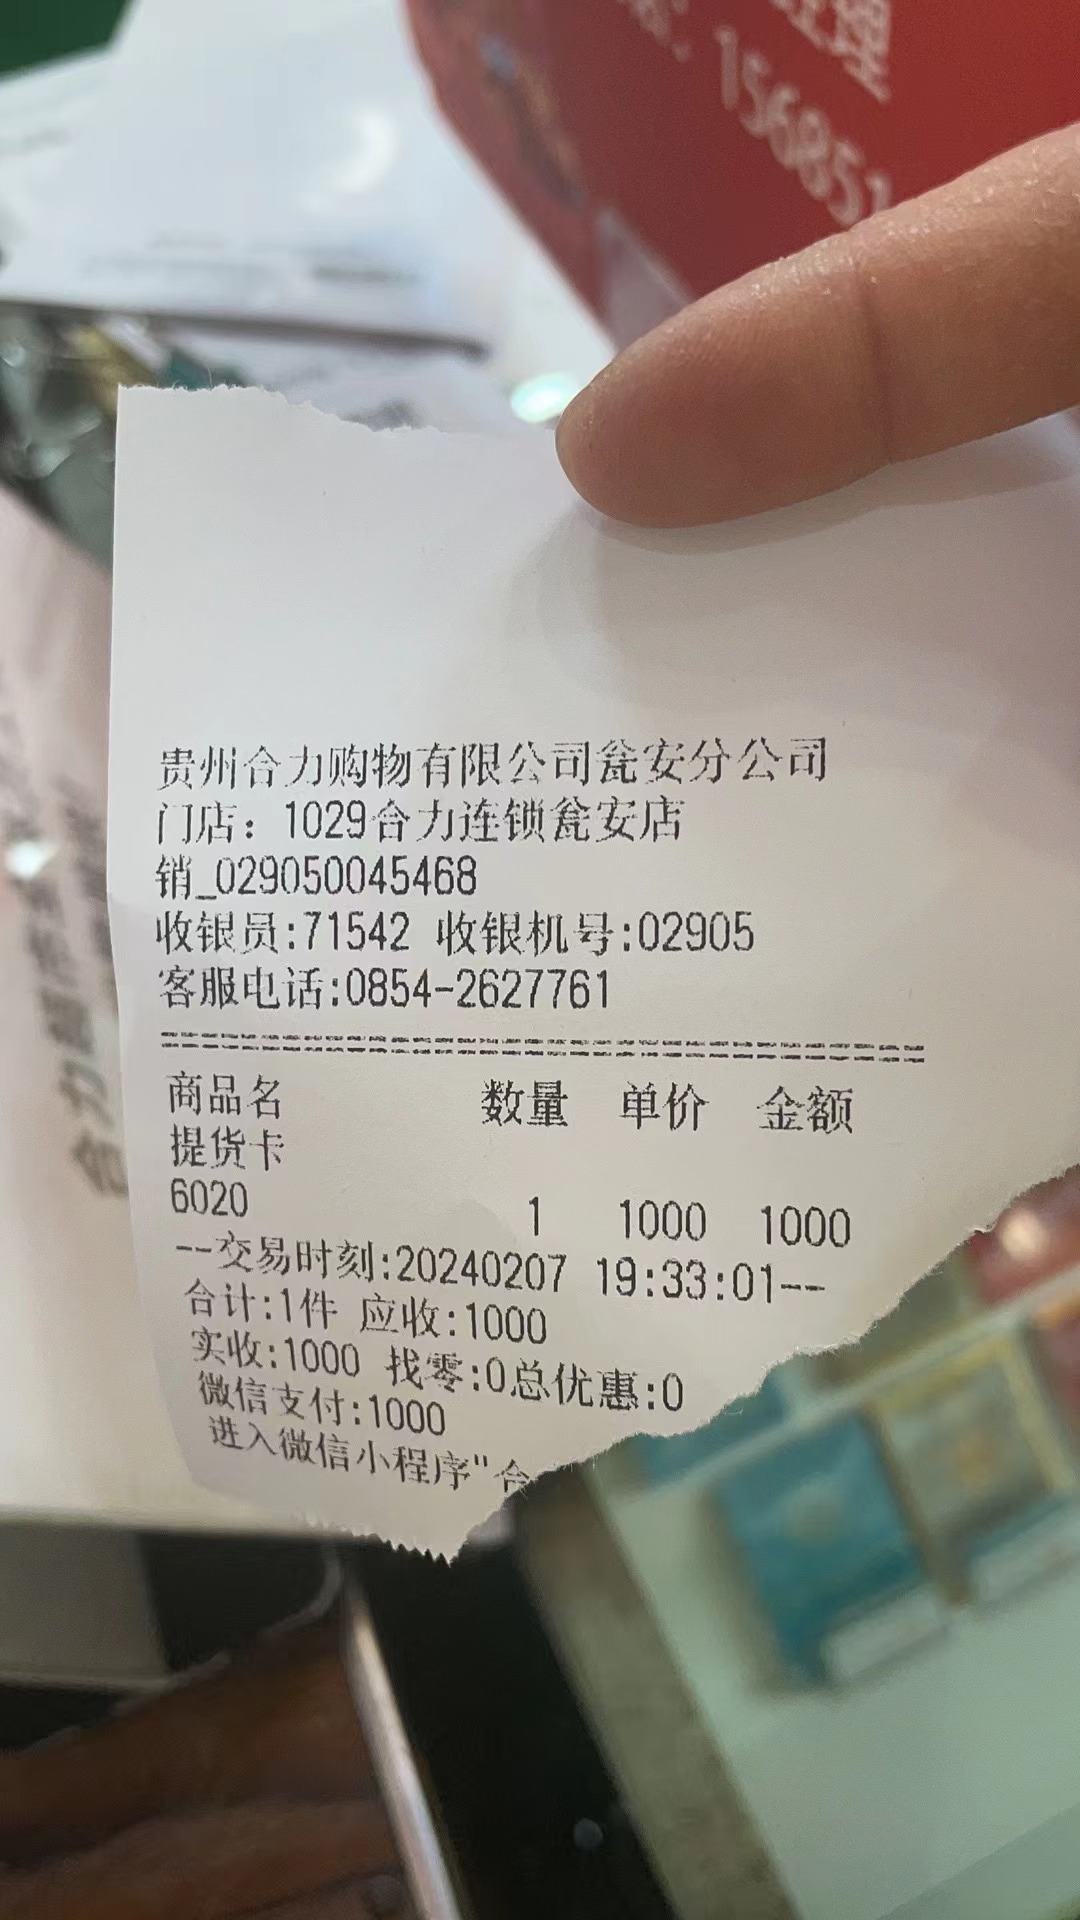 理
15685
贵州合力购物有限公司瓮安分公司
门店：1029合力连锁瓮安店
销_029050045468
收银员:71542 收银机号:02905
客服电话:0854-2627761
商品名 数量 单价 金额
提货卡
6020 1 1000 1000
--交易时刻:20240207 19:33:01--
合计:1件 应收:1000
实收:1000 找零:0总优惠:0
微信支付:1000
进入微信小程序"合
合力